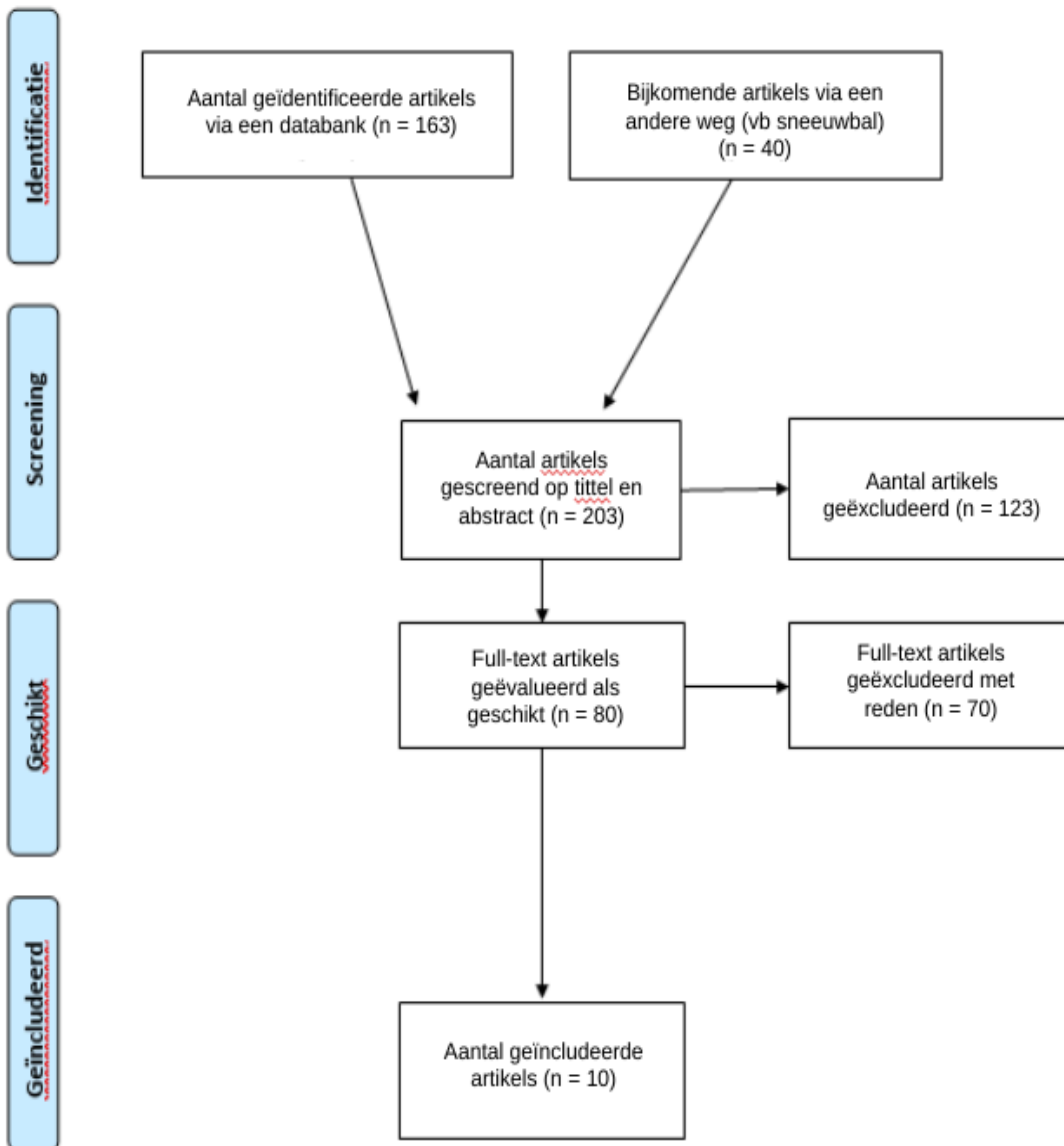 Identificatie
Aantal geïdentificeerde artikels
via een databank (n = 163)
Bijkomende artikels via een
andere weg (vb sneeuwbal)
(n = 40)
Screening
Aantal artikels
gescreend op tittel en
abstract (n = 203)
Aantal artikels
geëxcludeerd (n = 123)
Geschikt
Full-text artikels
geëvalueerd als
geschikt (n = 80)
Full-text artikels
geëxcludeerd met
reden (n = 70)
Geïncludeerd
Aantal geïncludeerde
artikels (n = 10)